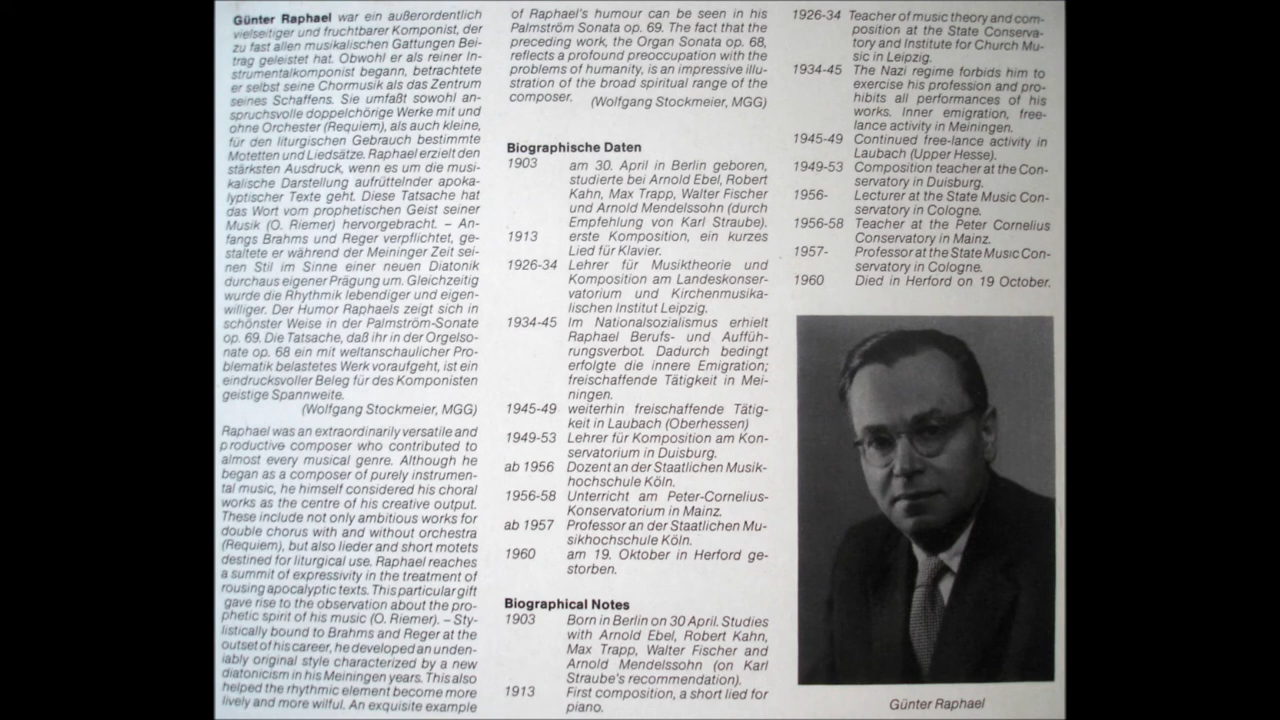 Günter Raphael war ein außerordentlich
vielseitiger und fruchtbarer Komponist, der
zu fast allen musikalischen Gattungen Bei-
trag geleistet hat. Obwohl er als reiner In-
strumentalkomponist begann, betrachtete
er selbst seine Chormusik als das Zentrum
seines Schaffens. Sie umfaßt sowohl an-
spruchsvolle doppelchörige Werke mit und
ohne Orchester (Requiem), als auch kleine,
für den liturgischen Gebrauch bestimmte
Motetten und Liedsätze. Raphael erzielt den
stärksten Ausdruck, wenn es um die musi-
kalische Darstellung aufrüttelnder apoka-
lyptischer Texte geht. Diese Tatsache hat
das Wort vom prophetischen Geist seiner
Musik (O. Riemer) hervorgebracht. – An-
fangs Brahms und Reger verpflichtet, ge-
staltete er während der Meininger Zeit sei-
nen Stil im Sinne einer neuen Diatonik
durchaus eigener Prägung um. Gleichzeitig
wurde die Rhythmik lebendiger und eigen-
williger. Der Humor Raphaels zeigt sich in
schönster Weise in der Palmström-Sonate
op. 69. Die Tatsache, daß ihr in der Orgelso-
nate op. 68 ein mit weltanschaulicher Pro-
blematik belastetes Werk voraufgeht, ist ein
eindrucksvoller Beleg für des Komponisten
geistige Spannweite.
(Wolfgang Stockmeier, MGG)
Raphael was an extraordinarily versatile and
productive composer who contributed to
almost every musical genre. Although he
began as a composer of purely instrumen-
tal music, he himself considered his choral
works as the centre of his creative output.
These include not only ambitious works for
double chorus with and without orchestra
(Requiem), but also lieder and short motets
destined for liturgical use. Raphael reaches
a summit of expressivity in the treatment of
rousing apocalyptic texts. This particular gift
gave rise to the observation about the pro-
phetic spirit of his music (O. Riemer). – Sty-
listically bound to Brahms and Reger at the
outset of his career, he developed an unden-
iably original style characterized by a new
diatonicism in his Meiningen years. This also
helped the rhythmic element become more
lively and more wilful. An exquisite example
of Raphael's humour can be seen in his
Palmström Sonata op. 69. The fact that the
preceding work, the Organ Sonata op. 68,
reflects a profound preoccupation with the
problems of humanity, is an impressive illu-
stration of the broad spiritual range of the
composer. (Wolfgang Stockmeier, MGG)
Biographische Daten
1903 am 30. April in Berlin geboren,
studierte bei Arnold Ebel, Robert
Kahn, Max Trapp, Walter Fischer
und Arnold Mendelssohn (durch
Empfehlung von Karl Straube).
1913 erste Komposition, ein kurzes
Lied für Klavier.
1926-34 Lehrer für Musiktheorie und
Komposition am Landeskonser-
vatorium und Kirchenmusika-
lischen Institut Leipzig.
1934-45 Im Nationalsozialismus erhielt
Raphael Berufs- und Auffüh-
rungsverbot. Dadurch bedingt
erfolgte die innere Emigration;
freischaffende Tätigkeit in Mei-
ningen.
1945-49 weiterhin freischaffende Tätig-
keit in Laubach (Oberhessen)
1949-53 Lehrer für Komposition am Kon-
servatorium in Duisburg.
ab 1956 Dozent an der Staatlichen Musik-
hochschule Köln.
1956-58 Unterricht am Peter-Cornelius-
Konservatorium in Mainz.
ab 1957 Professor an der Staatlichen Mu-
sikhochschule Köln.
1960 am 19. Oktober in Herford ge-
storben.
Biographical Notes
1903 Born in Berlin on 30 April. Studies
with Arnold Ebel, Robert Kahn,
Max Trapp, Walter Fischer and
Arnold Mendelssohn (on Karl
Straube's recommendation).
1913 First composition, a short lied for
piano.
1926-34 Teacher of music theory and com-
position at the State Conserva-
tory and Institute for Church Mu-
sic in Leipzig.
1934-45 The Nazi regime forbids him to
exercise his profession and pro-
hibits all performances of his
works. Inner emigration, free-
lance activity in Meiningen.
1945-49 Continued free-lance activity in
Laubach (Upper Hesse).
1949-53 Composition teacher at the Con-
servatory in Duisburg.
1956- Lecturer at the State Music Con-
servatory in Cologne.
1956-58 Teacher at the Peter Cornelius
Conservatory in Mainz.
1957- Professor at the State Music Con-
servatory in Cologne.
1960 Died in Herford on 19 October.
Günter Raphael